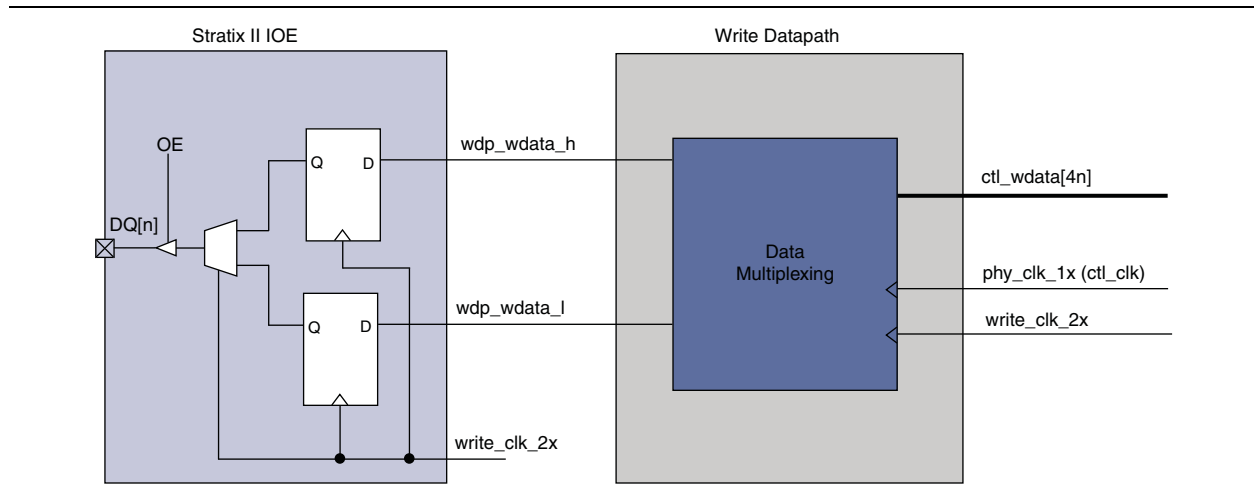 Stratix II IOE
Write Datapath
OE
Q D
wdp_wdata_h
ctl_wdata[4n]
DQ[n]
Data
Multiplexing
phy_clk_1x (ctl_clk)
Q D
wdp_wdata_l
write_clk_2x
write_clk_2x